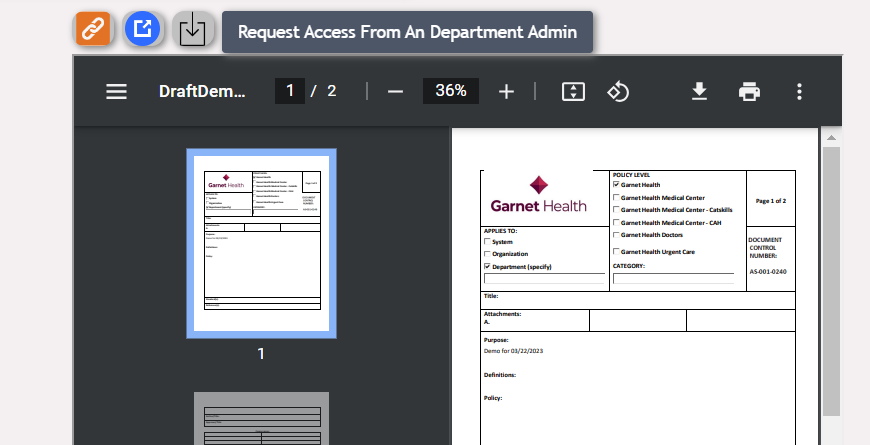 Request Access From An Department Admin
DraftDem... 1 / 2 36%
1
Garnet Health
POLICY LEVEL
Garnet Health
Garnet Health Medical Center
Garnet Health Medical Center - Catskills
Garnet Health Medical Center - CAH
Garnet Health Doctors
Garnet Health Urgent Care
CATEGORY:
Page 1 of 2
DOCUMENT
CONTROL
NUMBER:
AS-001-0240
APPLIES TO:
System
Organization
Department (specify)
Title:
Attachments:
A.
Purpose:
Demo for 03/22/2023
Definitions:
Policy: